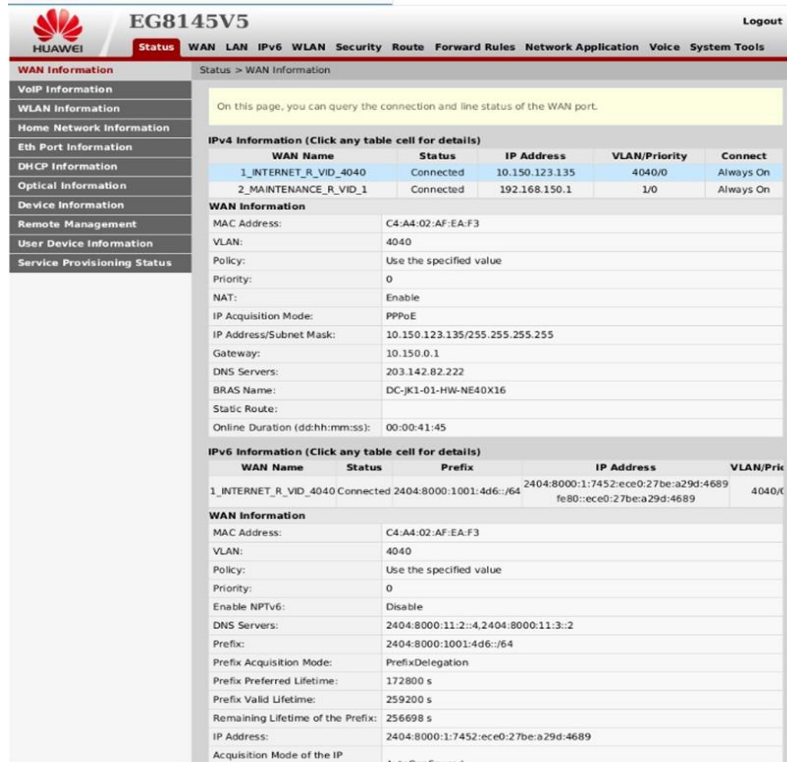 HUAWEI
EG8145V5
Logout
Status WAN LAN IPv6 WLAN Security Route Forward Rules Network Application Voice System Tools
WAN Information
VoIP Information
WLAN Information
Home Network Information
Eth Port Information
DHCP Information
Optical Information
Device Information
Remote Management
User Device Information
Service Provisioning Status
Status > WAN Information
On this page, you can query the connection and line status of the WAN port.
IPv4 Information (Click any table cell for details)
WAN Name Status IP Address VLAN/Priority Connect
1_INTERNET_R_VID_4040 Connected 10.150.123.135 4040/0 Always On
2_MAINTENANCE_R_VID_1 Connected 192.168.150.1 1/0 Always On
WAN Information
MAC Address: C4:A4:02:AF:EA:F3
VLAN: 4040
Policy: Use the specified value
Priority: 0
NAT: Enable
IP Acquisition Mode: PPPoE
IP Address/Subnet Mask: 10.150.123.135/255.255.255.255
Gateway: 10.150.0.1
DNS Servers: 203.142.82.222
BRAS Name: DC-JK1-01-HW-NE40X16
Static Route:
Online Duration (dd:hh:mm:ss): 00:00:41:45
IPv6 Information (Click any table cell for details)
WAN Name Status Prefix IP Address VLAN/Prio
1_INTERNET_R_VID_4040 Connected 2404:8000:1001:4d6::/64 2404:8000:1:7452:ece0:27be:a29d:4689 4040/0
fe80::ece0:27be:a29d:4689
WAN Information
MAC Address: C4:A4:02:AF:EA:F3
VLAN: 4040
Policy: Use the specified value
Priority: 0
Enable NPTv6: Disable
DNS Servers: 2404:8000:11:2::4,2404:8000:11:3::2
Prefix: 2404:8000:1001:4d6::/64
Prefix Acquisition Mode: PrefixDelegation
Prefix Preferred Lifetime: 172800 s
Prefix Valid Lifetime: 259200 s
Remaining Lifetime of the Prefix: 256698 s
IP Address: 2404:8000:1:7452:ece0:27be:a29d:4689
Acquisition Mode of the IP